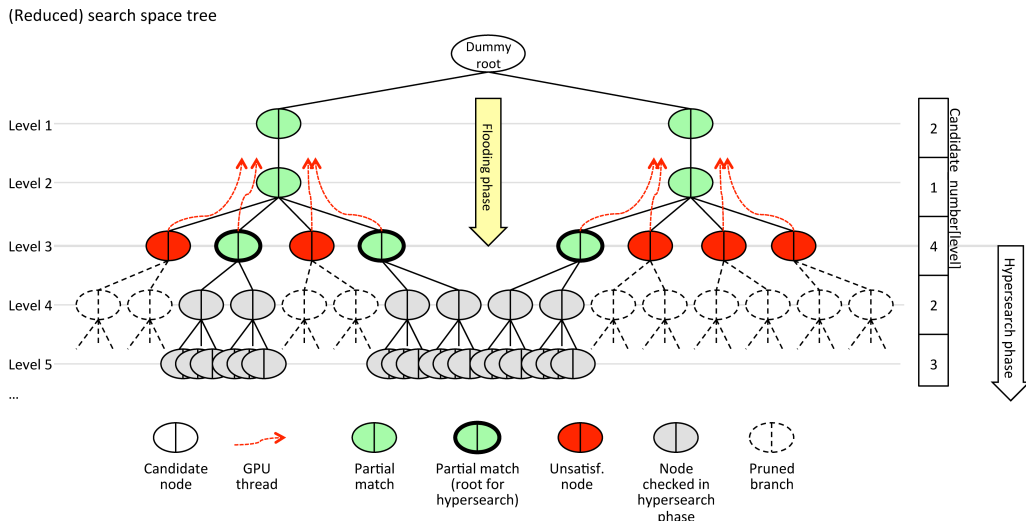 (Reduced) search space tree
Dummy
root
Level 1
Level 2
Level 3
Level 4
Level 5
...
Flooding phase
2
1
4
2
3
Candidate number[level]
Hypersearch phase
Candidate
node
GPU
thread
Partial
match
Partial match
(root for
hypersearch)
Unsatisf.
node
Node
checked in
hypersearch
phase
Pruned
branch